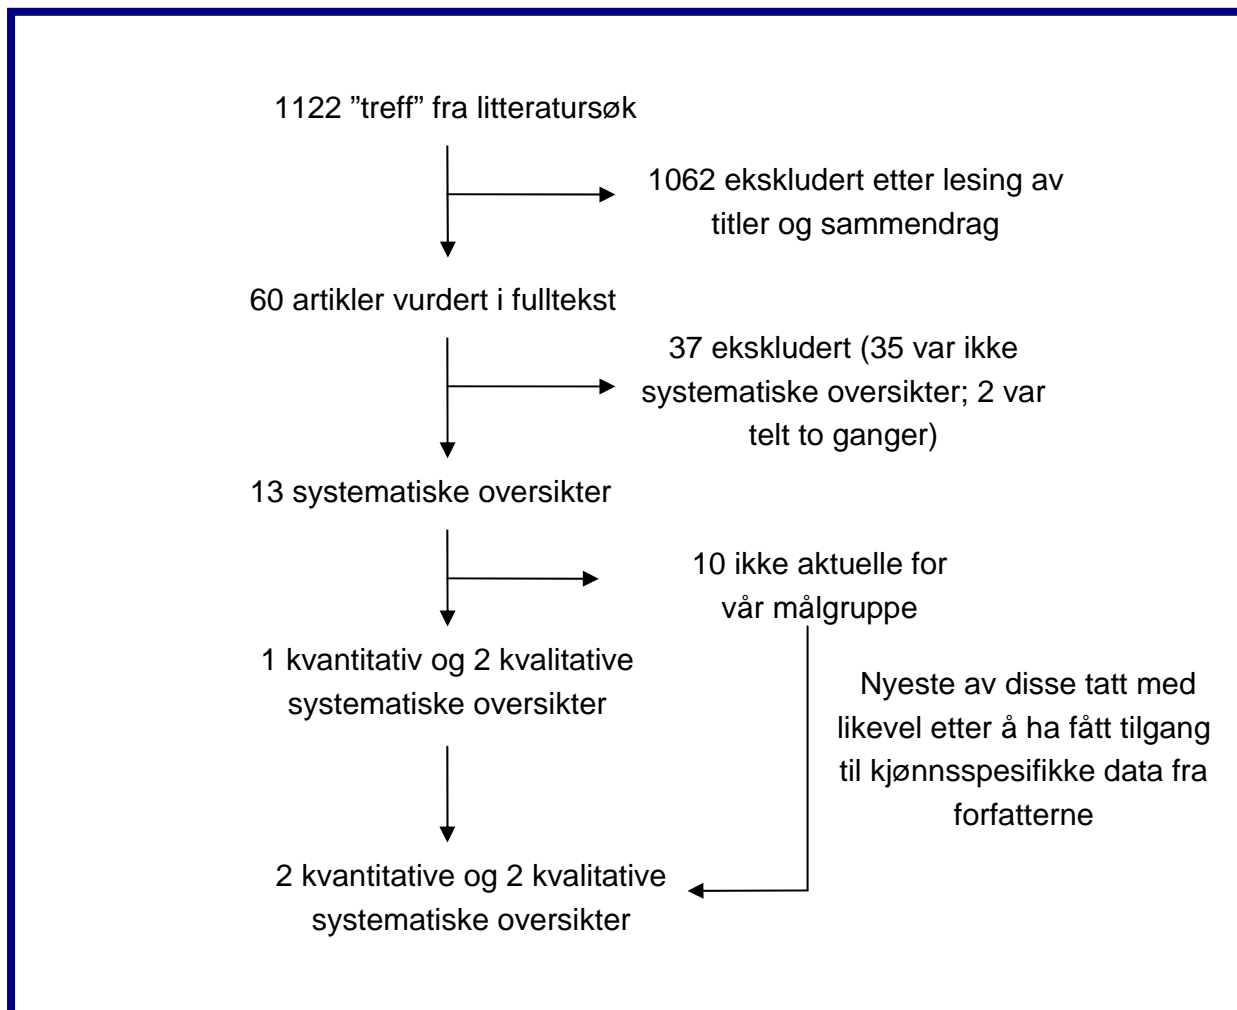 1122 ”treff” fra litteratursøk
1062 ekskludert etter lesing av
titler og sammendrag
60 artikler vurdert i fulltekst
37 ekskludert (35 var ikke
systematiske oversikter; 2 var
telt to ganger)
13 systematiske oversikter
10 ikke aktuelle for
vår målgruppe
1 kvantitativ og 2 kvalitative
systematiske oversikter
Nyeste av disse tatt med
likevel etter å ha fått tilgang
til kjønnsspesifikke data fra
forfatterne
2 kvantitative og 2 kvalitative
systematiske oversikter